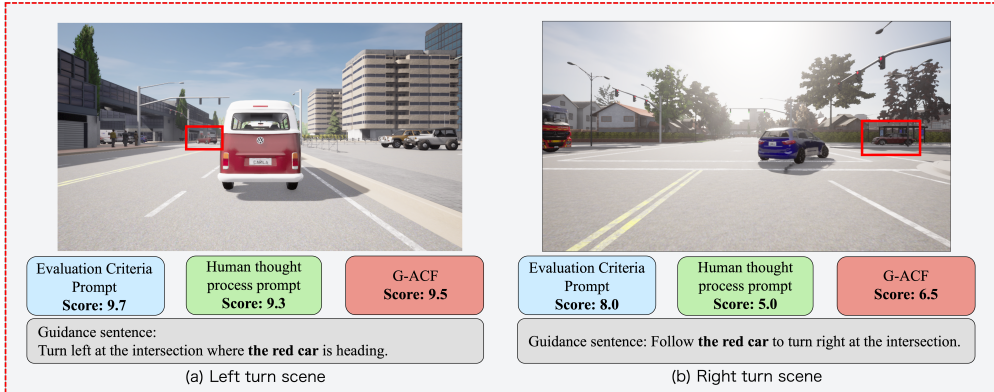 Evaluation Criteria
Prompt
Score: 9.7
Human thought
process prompt
Score: 9.3
G-ACF
Score: 9.5
Guidance sentence:
Turn left at the intersection where the red car is heading.
(a) Left turn scene
Evaluation Criteria
Prompt
Score: 8.0
Human thought
process prompt
Score: 5.0
G-ACF
Score: 6.5
Guidance sentence: Follow the red car to turn right at the intersection.
(b) Right turn scene